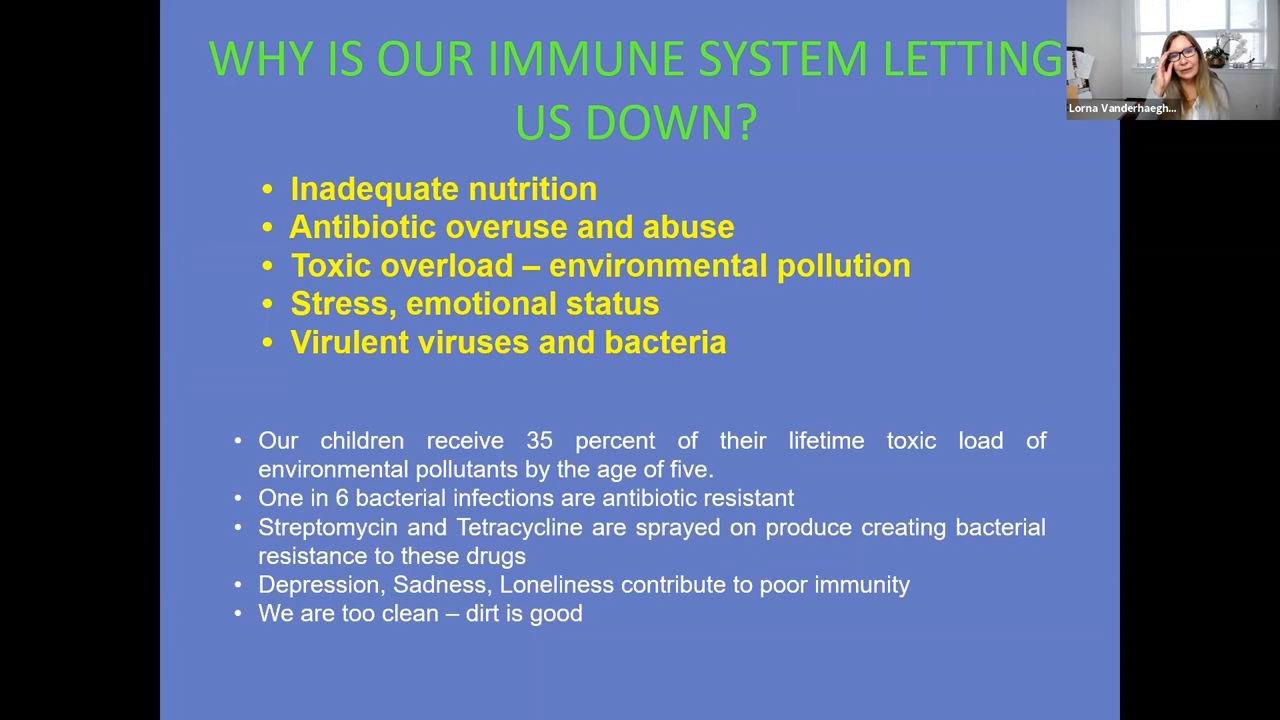 WHY IS OUR IMMUNE SYSTEM LETTING
US DOWN?
• Inadequate nutrition
• Antibiotic overuse and abuse
• Toxic overload – environmental pollution
• Stress, emotional status
• Virulent viruses and bacteria
• Our children receive 35 percent of their lifetime toxic load of
environmental pollutants by the age of five.
• One in 6 bacterial infections are antibiotic resistant
• Streptomycin and Tetracycline are sprayed on produce creating bacterial
resistance to these drugs
• Depression, Sadness, Loneliness contribute to poor immunity
• We are too clean – dirt is good
Lorna Vanderhaegh...